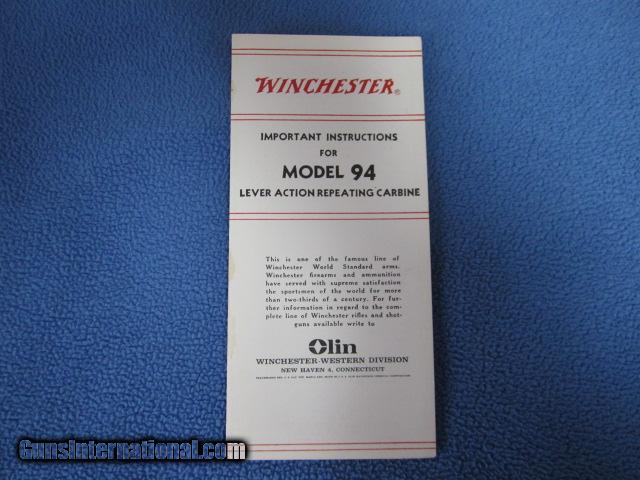 WINCHESTER®
IMPORTANT INSTRUCTIONS
FOR
MODEL 94
LEVER ACTION REPEATING CARBINE
This is one of the famous line of
Winchester World Standard arms.
Winchester firearms and ammunition
have served with supreme satisfaction
the sportsmen of the world for more
than two-thirds of a century. For fur-
ther information in regard to the com-
plete line of Winchester rifles and shot-
guns available write to
Olin
WINCHESTER-WESTERN DIVISION
NEW HAVEN 4, CONNECTICUT
GunsInternational.com